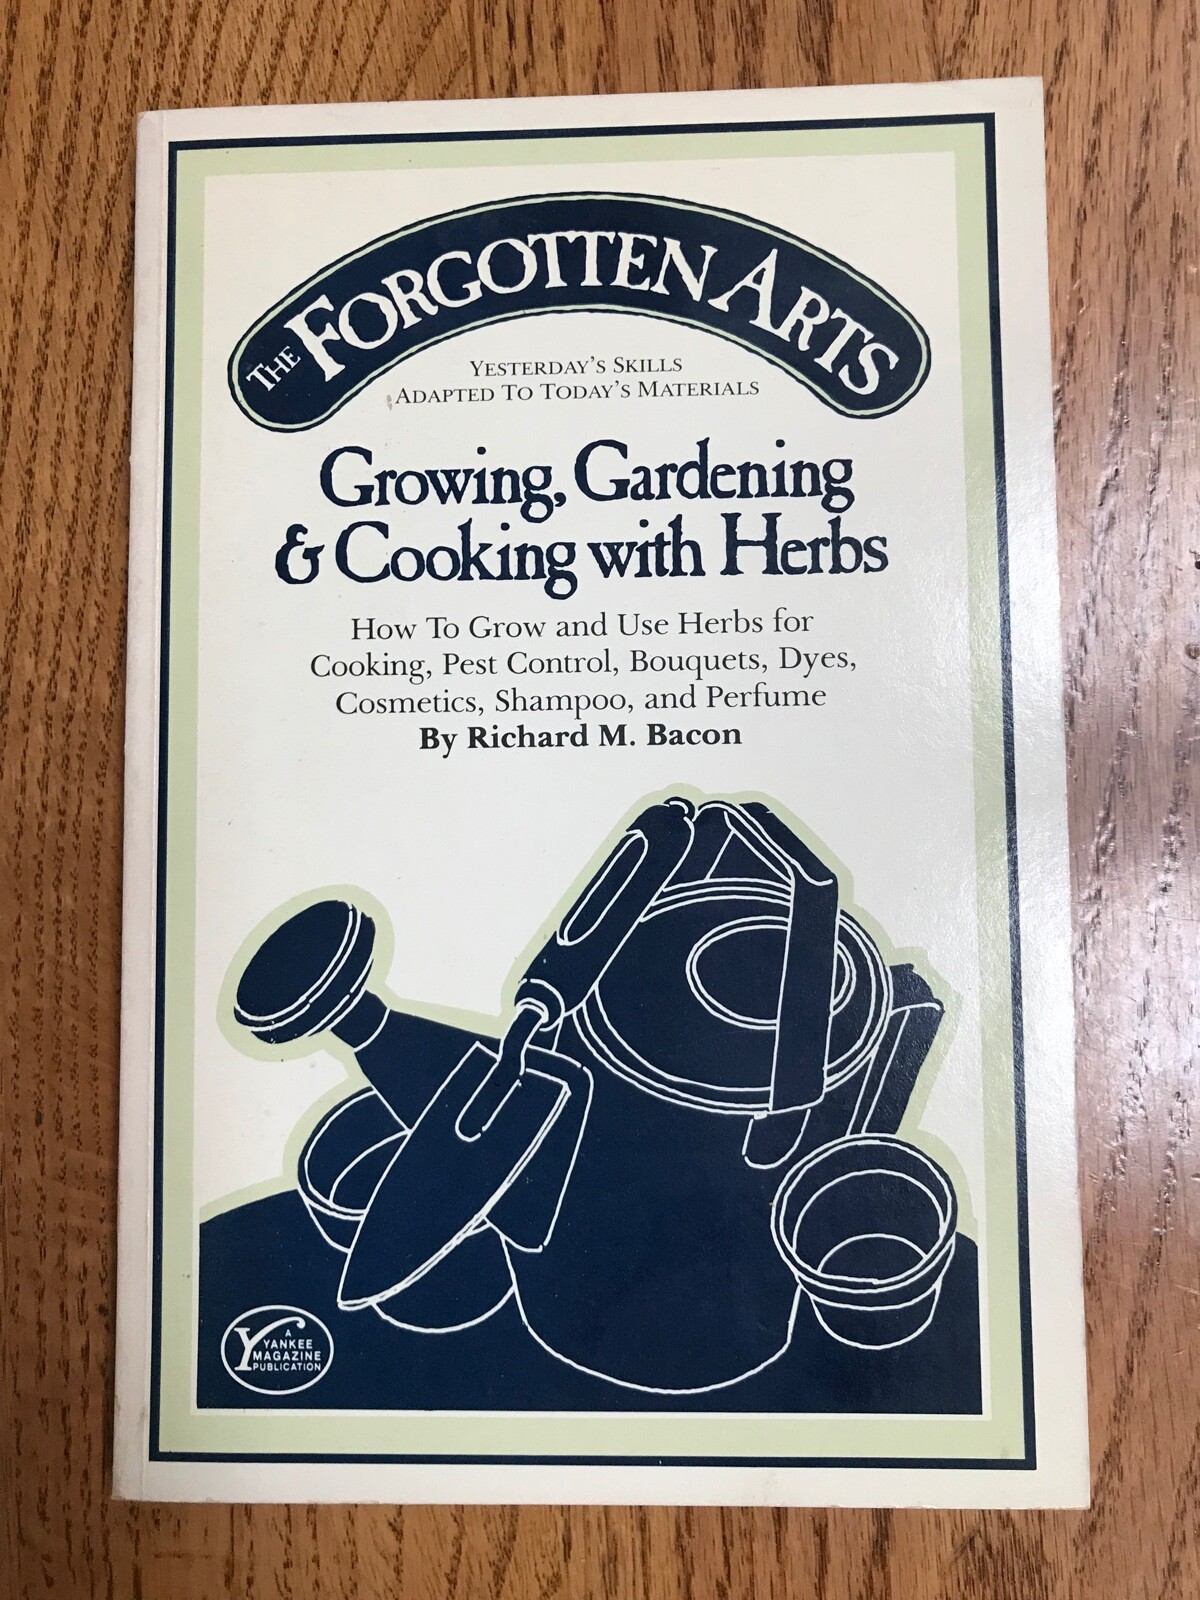 THE FORGOTTEN ARTS
YESTERDAY'S SKILLS
ADAPTED TO TODAY'S MATERIALS
Growing, Gardening
& Cooking with Herbs
How To Grow and Use Herbs for
Cooking, Pest Control, Bouquets, Dyes,
Cosmetics, Shampoo, and Perfume
By Richard M. Bacon
A
YANKEE
MAGAZINE
PUBLICATION